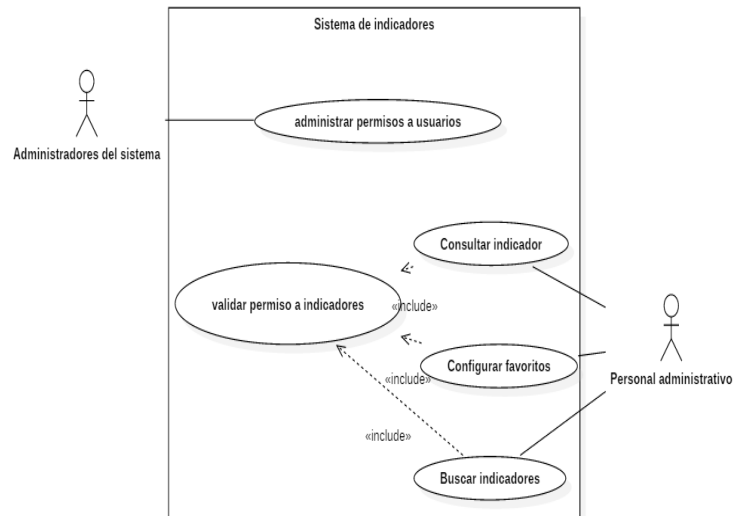 Sistema de indicadores
administrar permisos a usuarios
Administradores del sistema
Consultar indicador
validar permiso a indicadores
«include»
Configurar favoritos
Personal administrativo
«include»
«include»
Buscar indicadores